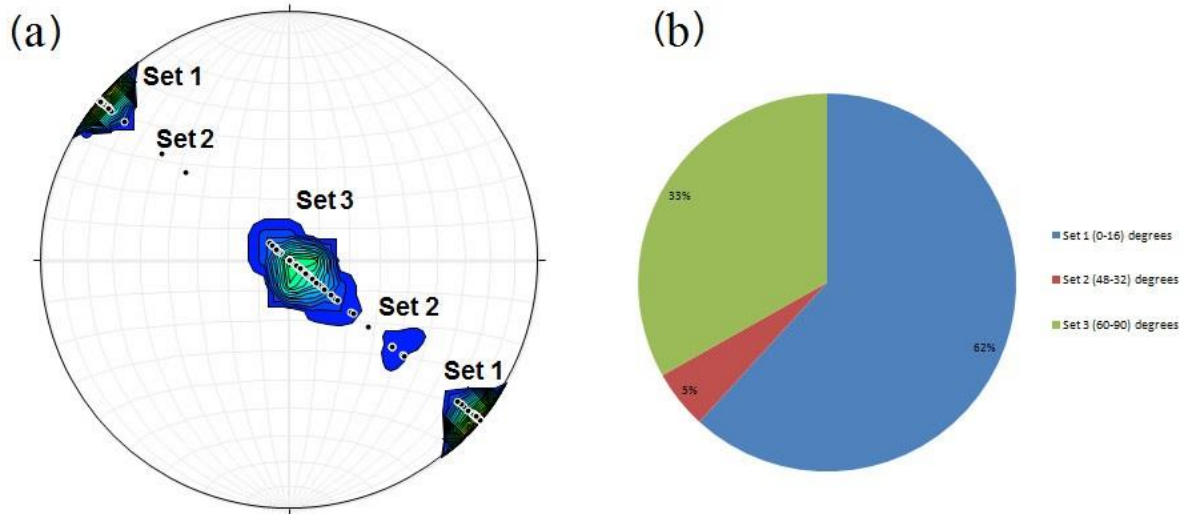 (a)
Set 1
Set 2
Set 3
Set 2
Set 1
(b)
33%
5%
62%
Set 1 (0-16) degrees
Set 2 (48-32) degrees
Set 3 (60-90) degrees